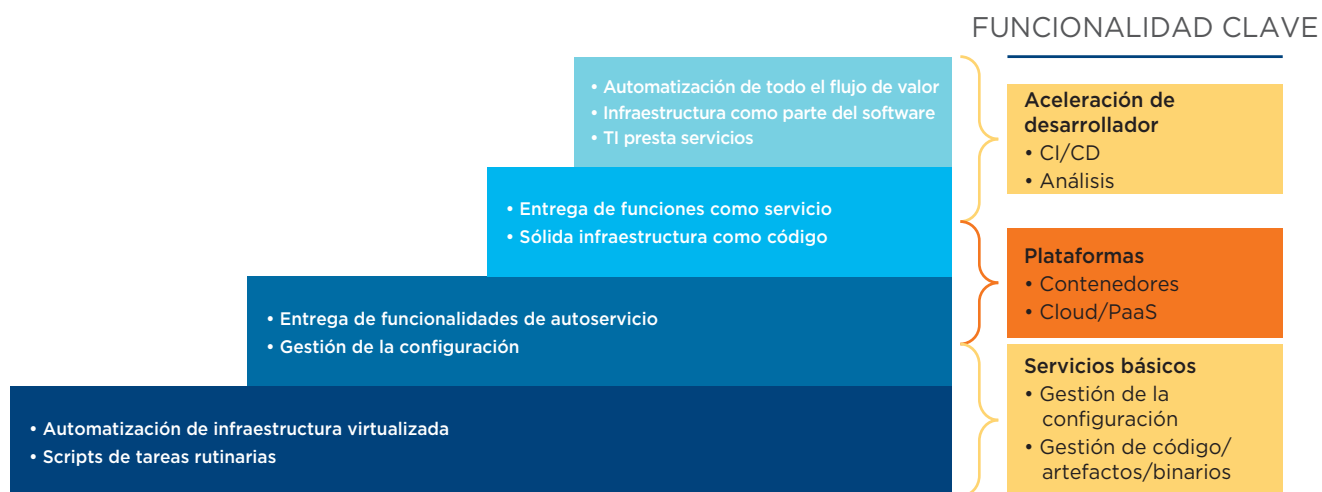 FUNCIONALIDAD CLAVE
• Automatización de todo el flujo de valor
• Infraestructura como parte del software
• TI presta servicios
Aceleración de
desarrollador
• CI/CD
• Análisis
• Entrega de funciones como servicio
• Sólida infraestructura como código
Plataformas
• Contenedores
• Cloud/PaaS
• Entrega de funcionalidades de autoservicio
• Gestión de la configuración
Servicios básicos
• Gestión de la
configuración
• Gestión de código/
artefactos/binarios
• Automatización de infraestructura virtualizada
• Scripts de tareas rutinarias